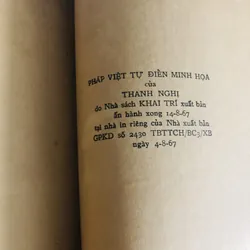 PHÁP VIỆT TỰ ĐIỂN MINH HỌA
của
THANH NGHỊ
do Nhà sách KHAI TRÍ xuất bản
ấn hành xong 14-8-67
tại nhà in riêng của Nhà xuất bản
GPKD số 2430 TBTTCH/BC3/XB
ngày 4-8-67